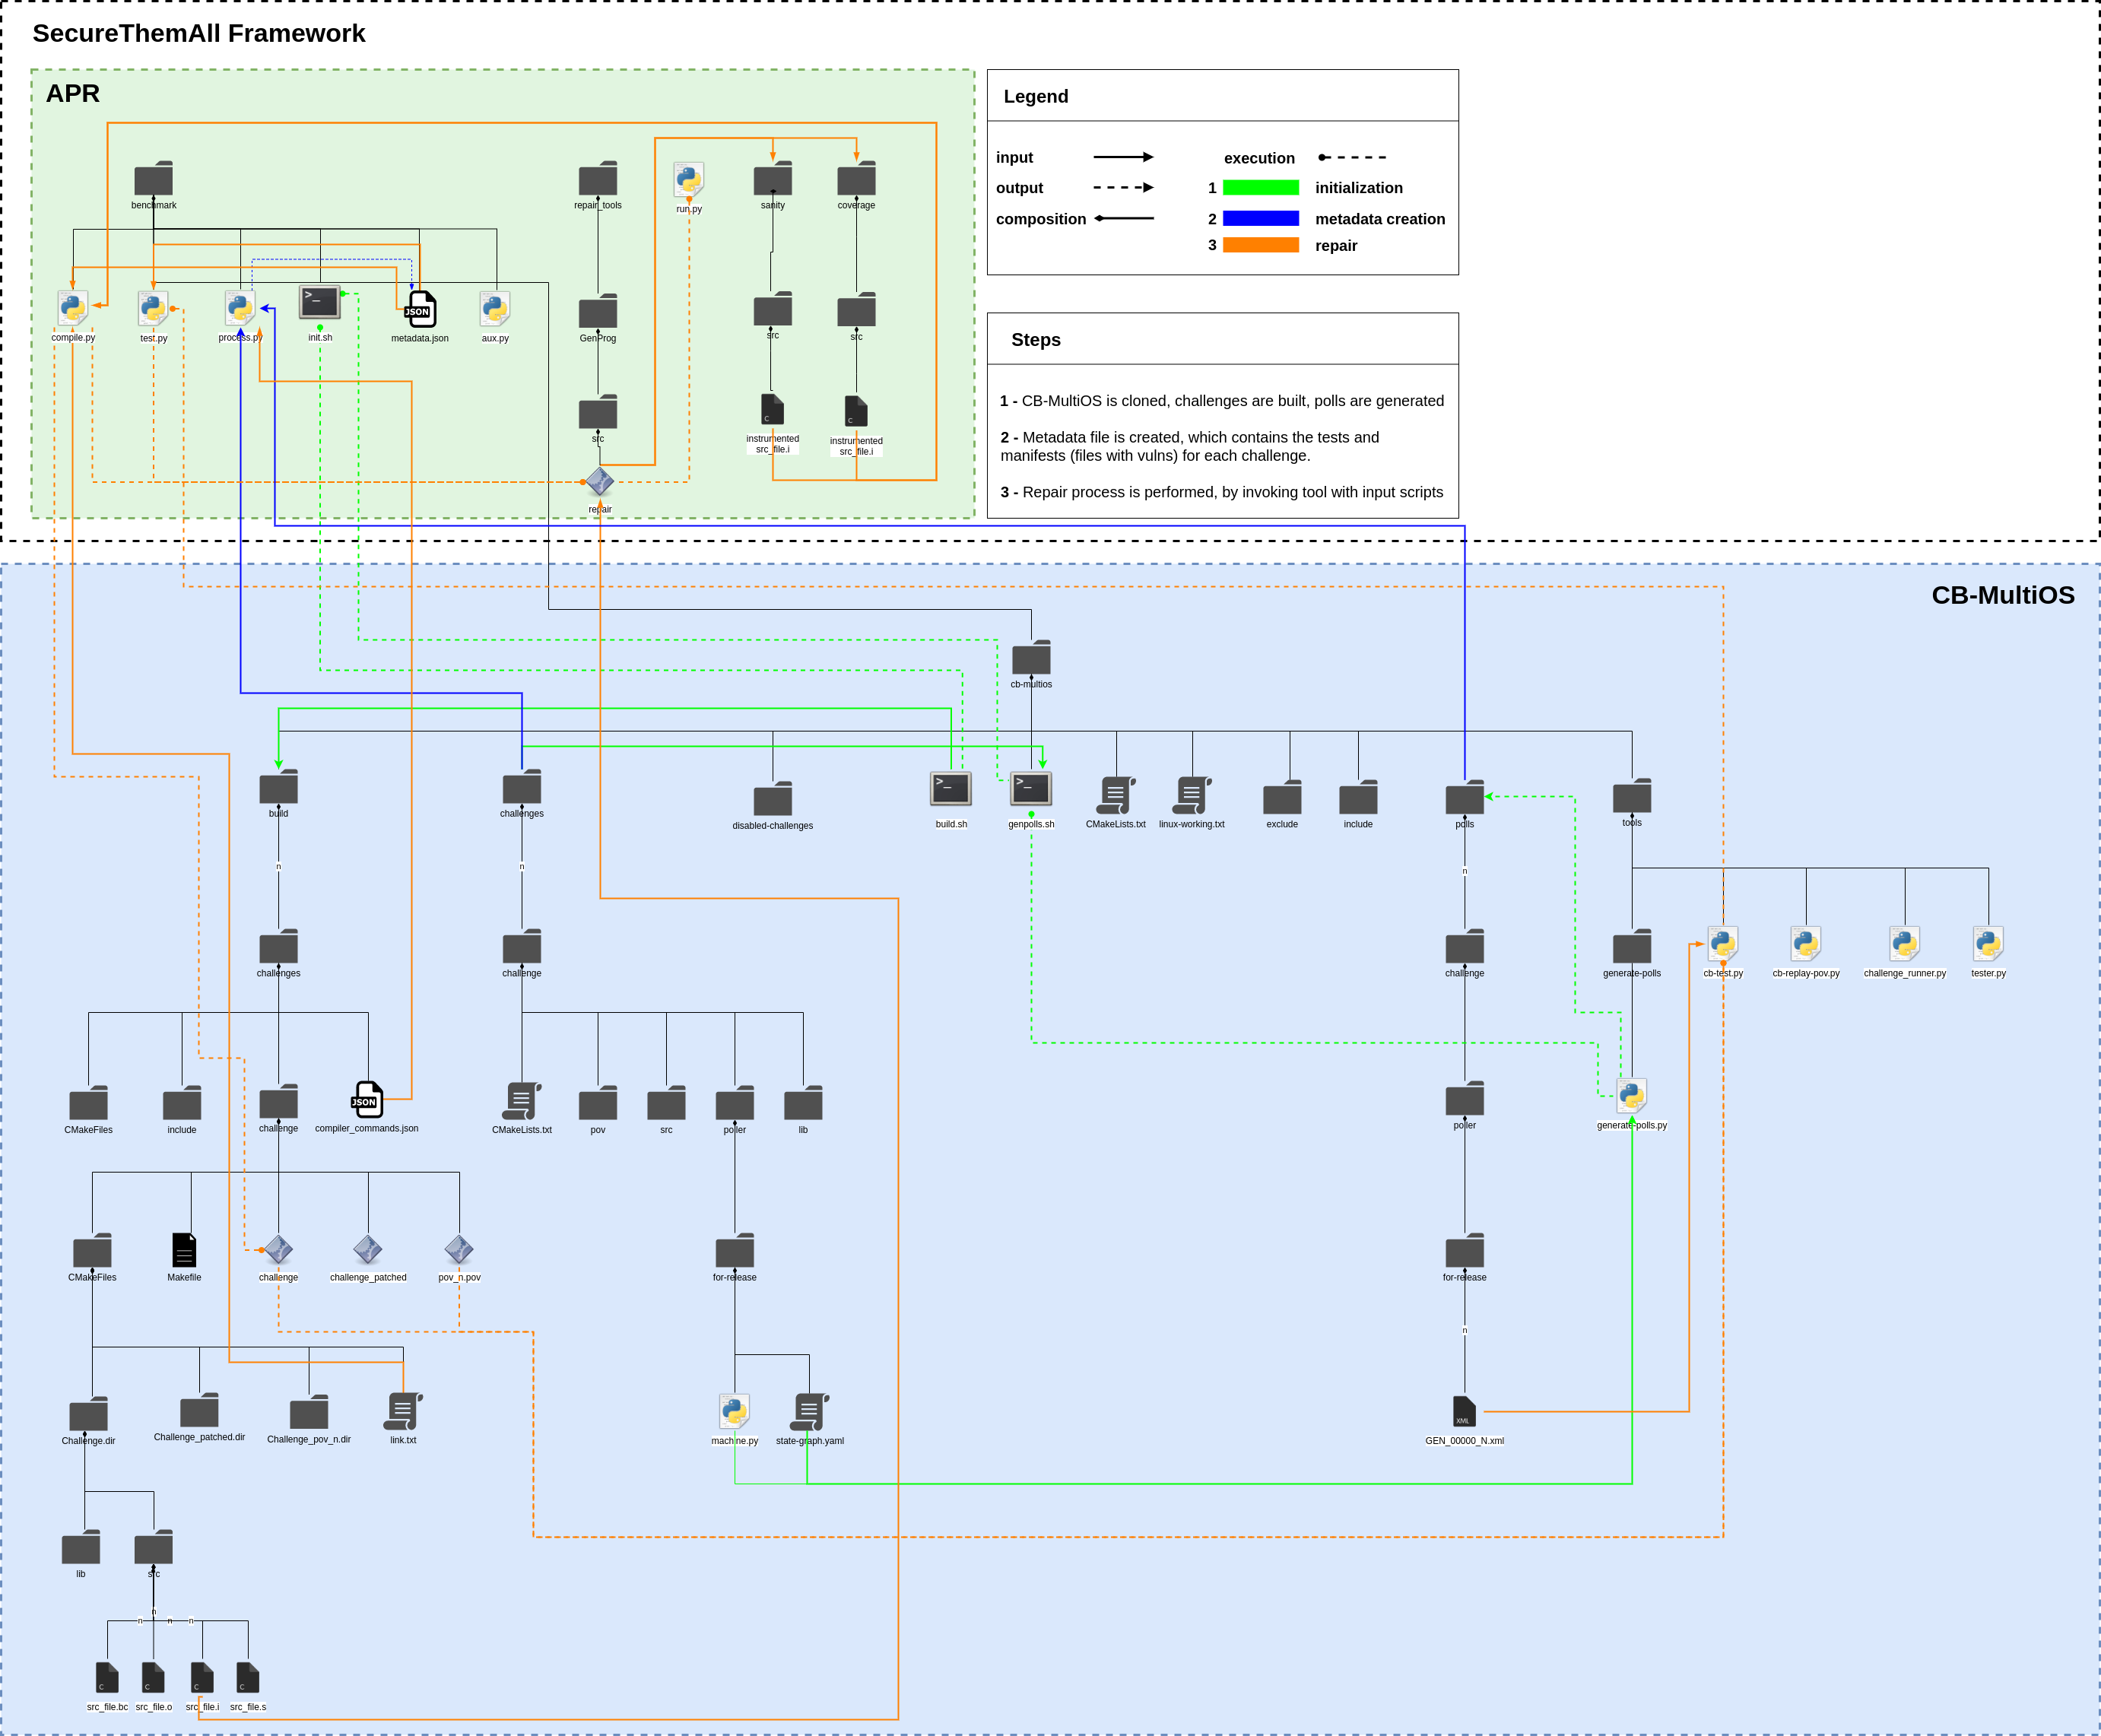 SecureThemAll Framework
APR
Legend
input
output
composition
execution
1 initialization
2 metadata creation
3 repair
benchmark
repair_tools
run.py
sanity
coverage
compile.py
test.py
process.py
init.sh
JSON
metadata.json
aux.py
GenProg
src
src
src
C
instrumented
src_file.i
C
instrumented
src_file.i
repair
Steps
1 - CB-MultiOS is cloned, challenges are built, polls are generated
2 - Metadata file is created, which contains the tests and
manifests (files with vulns) for each challenge.
3 - Repair process is performed, by invoking tool with input scripts
CB-MultiOS
cb-multios
build
challenges
disabled-challenges
build.sh
genpolls.sh
CMakeLists.txt
linux-working.txt
exclude
include
polls
tools
n
n
n
challenges
challenge
challenge
generate-polls
cb-test.py
cb-replay-pov.py
challenge_runner.py
tester.py
CMakeFiles
include
challenge
JSON
compiler_commands.json
CMakeLists.txt
pov
src
poller
lib
poller
generate-polls.py
CMakeFiles
Makefile
challenge
challenge_patched
pov_n.pov
for-release
for-release
n
Challenge.dir
Challenge_patched.dir
Challenge_pov_n.dir
link.txt
machine.py
state-graph.yaml
XML
GEN_00000_N.xml
lib
src
n
n
n
n
C
C
C
C
src_file.bc
src_file.o
src_file.i
src_file.s